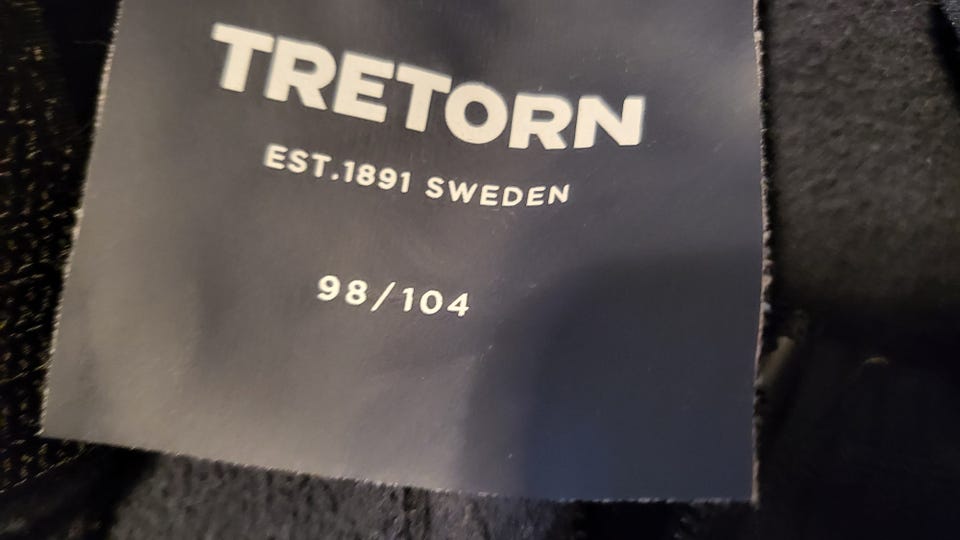 TRETORN
EST.1891 SWEDEN
98/104